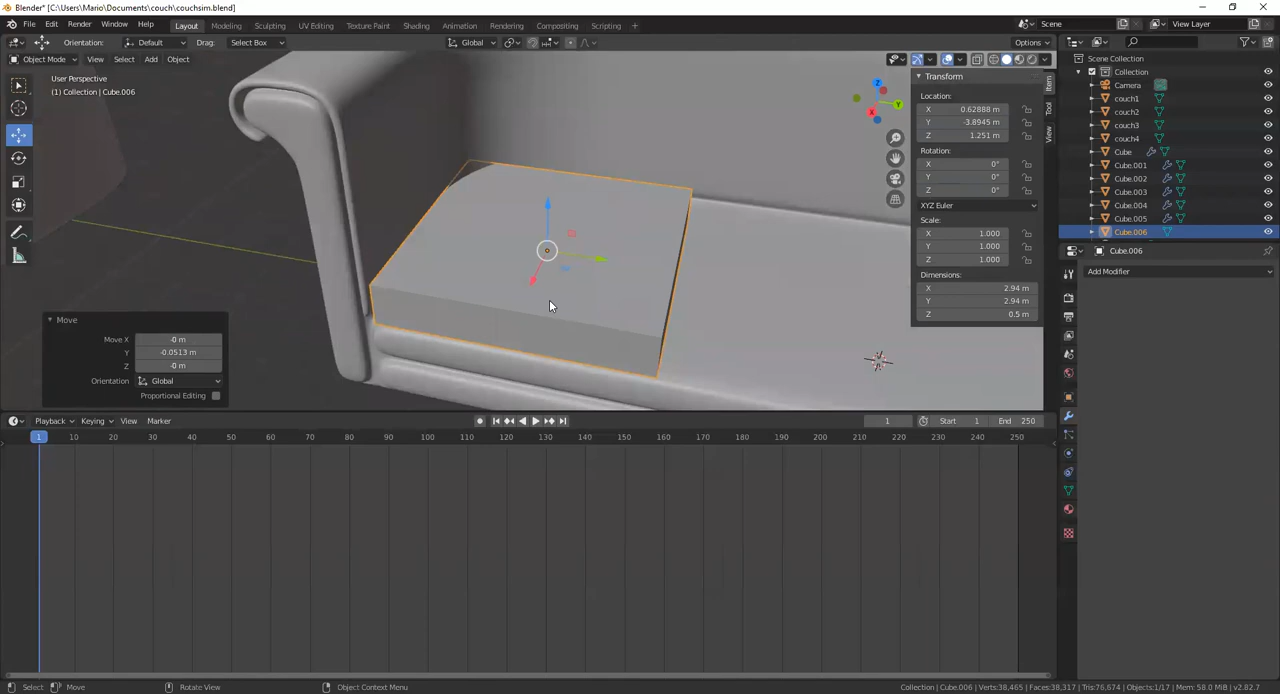 Blender* [C:\Users\Mario\Documents\couch\couchsim.blend]
File Edit Render Window Help
Layout Modeling Sculpting UV Editing Texture Paint Shading Animation Rendering Compositing Scripting +
Scene
View Layer
Orientation: Default Drag: Select Box
Global
Options
Object Mode View Select Add Object
User Perspective
(1) Collection | Cube.006
Transform
Location:
X 0.62888 m
Y -3.8945 m
Z 1.251 m
Rotation:
X 0°
Y 0°
Z 0°
XYZ Euler
Scale:
X 1.000
Y 1.000
Z 1.000
Dimensions:
X 2.94 m
Y 2.94 m
Z 0.5 m
Item
Tool
View
Z
Y
X
Scene Collection
Collection
Camera
couch1
couch2
couch3
couch4
Cube
Cube.001
Cube.002
Cube.003
Cube.004
Cube.005
Cube.006
Cube.006
Add Modifier
Move
Move X -0 m
Y -0.0513 m
Z -0 m
Orientation Global
Proportional Editing
Playback Keying View Marker
1 Start 1 End 250
1 10 20 30 40 50 60 70 80 90 100 110 120 130 140 150 160 170 180 190 200 210 220 230 240 250
Select Move Rotate View Object Context Menu
Collection | Cube.006 | Verts:38,465 | Faces:38,317 | Tris:76,674 | Objects:1/17 | Mem: 58.0 MiB | v2.82.7